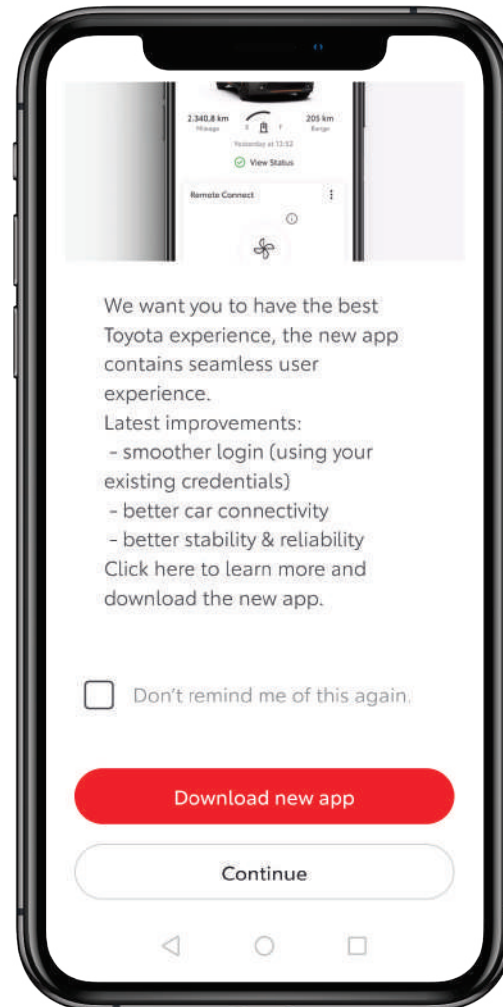 2.340,8 km 205 km
Mileage E F Range
Yesterday at 12:52
View Status
Remote Connect
We want you to have the best
Toyota experience, the new app
contains seamless user
experience.
Latest improvements:
- smoother login (using your
existing credentials)
- better car connectivity
- better stability & reliability
Click here to learn more and
download the new app.
Don't remind me of this again.
Download new app
Continue